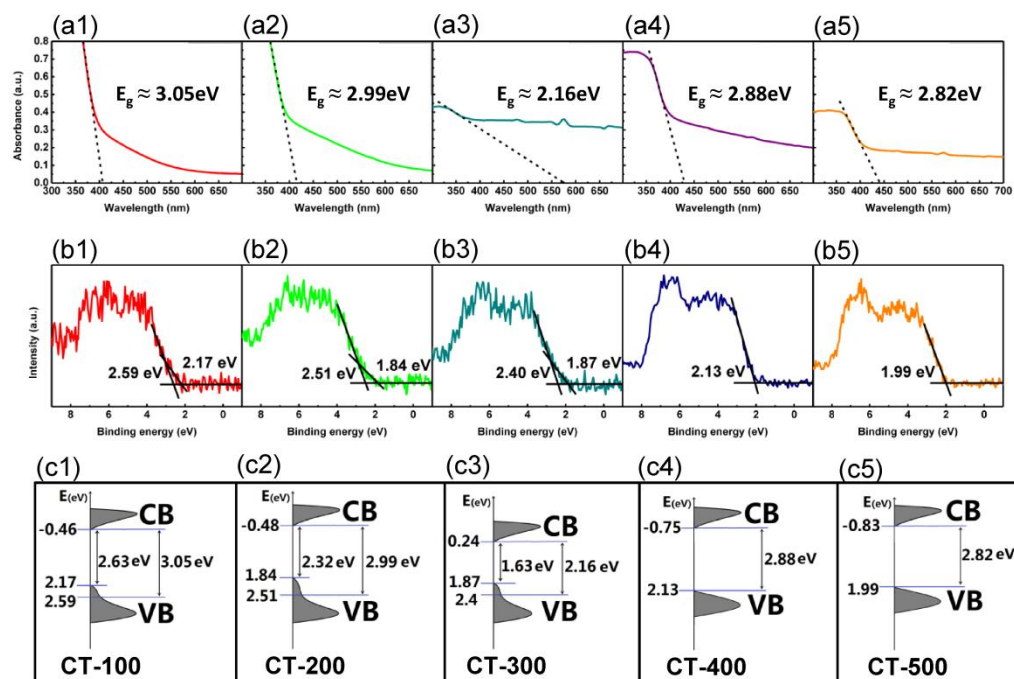 (a1) (a2) (a3) (a4) (a5)
0.8
0.7
0.6
0.5
0.4
0.3
0.2
0.1
0.0
Absorbance (a.u.)
Eg ≈ 3.05eV
Eg ≈ 2.99eV
Eg ≈ 2.16eV
Eg ≈ 2.88eV
Eg ≈ 2.82eV
300 350 400 450 500 550 600 650
350 400 450 500 550 600 650
350 400 450 500 550 600 650
350 400 450 500 550 600 650
350 400 450 500 550 600 650 700
Wavelength (nm) Wavelength (nm) Wavelength (nm) Wavelength (nm) Wavelength (nm)
(b1) (b2) (b3) (b4) (b5)
Intensity (a.u.)
2.17 eV
2.59 eV
1.84 eV
2.51 eV
1.87 eV
2.40 eV
2.13 eV
1.99 eV
8 6 4 2 0
8 6 4 2 0
8 6 4 2 0
8 6 4 2 0
8 6 4 2 0
Binding energy (eV) Binding energy (eV) Binding energy (eV) Binding energy (eV) Binding energy (eV)
(c1) (c2) (c3) (c4) (c5)
E(eV)
CB
-0.46
2.63 eV 3.05 eV
2.17
2.59
VB
CT-100
E(eV)
CB
-0.48
2.32 eV 2.99 eV
1.84
2.51
VB
CT-200
E(eV)
CB
0.24
1.63 eV 2.16 eV
1.87
2.4
VB
CT-300
E(eV)
CB
-0.75
2.88 eV
2.13
VB
CT-400
E(eV)
CB
-0.83
2.82 eV
1.99
VB
CT-500